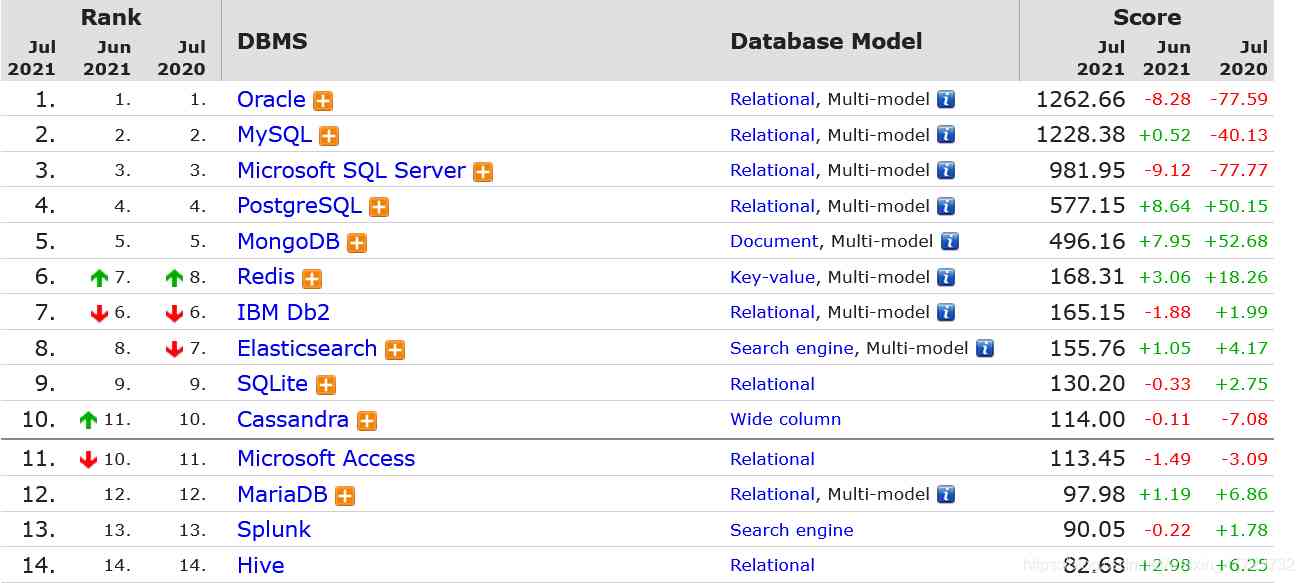 Rank Score
DBMS Database Model
Jul Jun Jul Jul Jun Jul
2021 2021 2020 2021 2021 2020
1. 1. 1. Oracle Relational, Multi-model 1262.66 -8.28 -77.59
2. 2. 2. MySQL Relational, Multi-model 1228.38 +0.52 -40.13
3. 3. 3. Microsoft SQL Server Relational, Multi-model 981.95 -9.12 -77.77
4. 4. 4. PostgreSQL Relational, Multi-model 577.15 +8.64 +50.15
5. 5. 5. MongoDB Document, Multi-model 496.16 +7.95 +52.68
6. 7. 8. Redis Key-value, Multi-model 168.31 +3.06 +18.26
7. 6. 6. IBM Db2 Relational, Multi-model 165.15 -1.88 +1.99
8. 8. 7. Elasticsearch Search engine, Multi-model 155.76 +1.05 +4.17
9. 9. 9. SQLite Relational 130.20 -0.33 +2.75
10. 11. 10. Cassandra Wide column 114.00 -0.11 -7.08
11. 10. 11. Microsoft Access Relational 113.45 -1.49 -3.09
12. 12. 12. MariaDB Relational, Multi-model 97.98 +1.19 +6.86
13. 13. 13. Splunk Search engine 90.05 -0.22 +1.78
14. 14. 14. Hive Relational 82.68 +2.98 +6.25